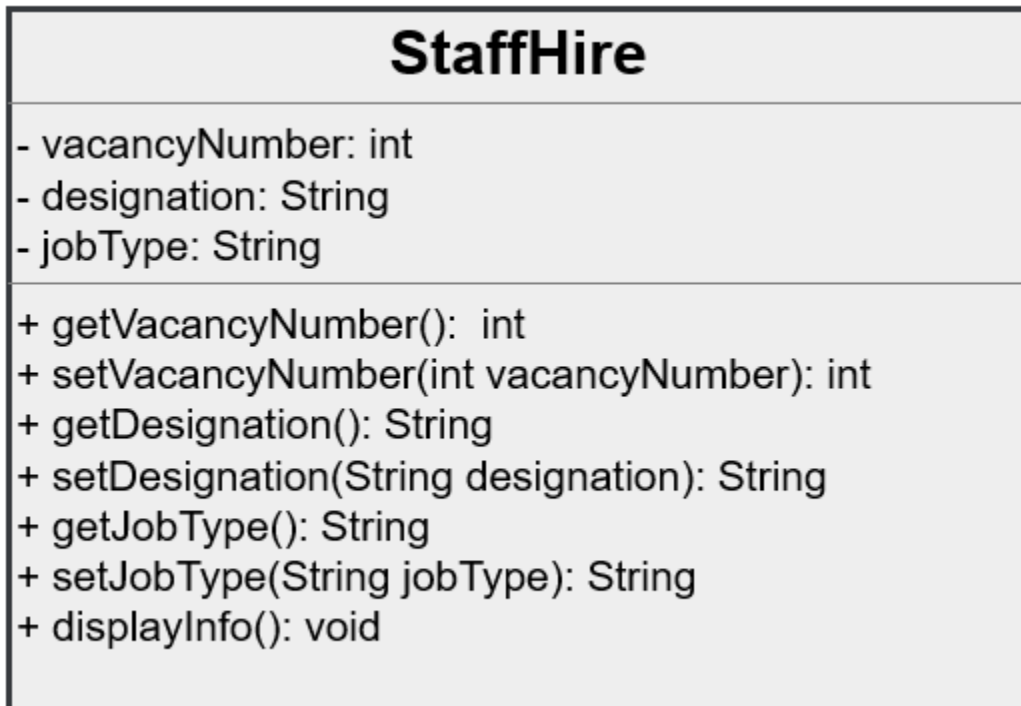 StaffHire
- vacancyNumber: int
- designation: String
- jobType: String
+ getVacancyNumber():  int
+ setVacancyNumber(int vacancyNumber): int
+ getDesignation(): String
+ setDesignation(String designation): String
+ getJobType(): String
+ setJobType(String jobType): String
+ displayInfo(): void